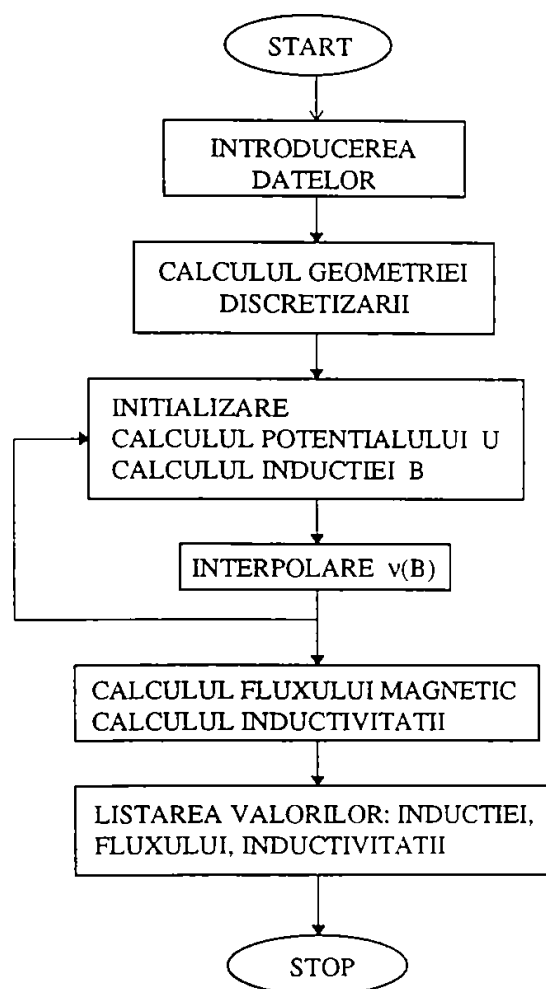 START
INTRODUCEREA
DATELOR
CALCULUL GEOMETRIEI
DISCRETIZARII
INITIALIZARE
CALCULUL POTENTIALULUI U
CALCULUL INDUCTIEI B
INTERPOLARE ν(B)
CALCULUL FLUXULUI MAGNETIC
CALCULUL INDUCTIVITATII
LISTAREA VALORILOR: INDUCTIEI,
FLUXULUI, INDUCTIVITATII
STOP